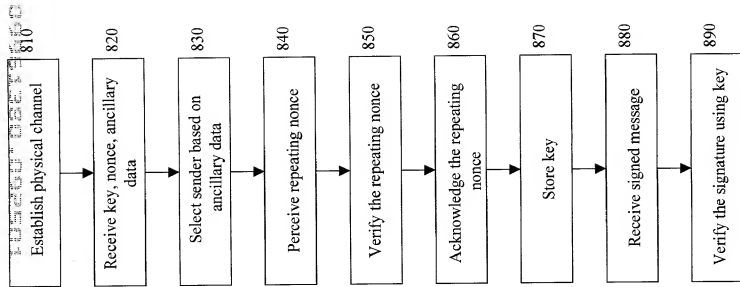 810
Establish physical channel
820
Receive key, nonce, ancillary
data
830
Select sender based on
ancillary data
840
Perceive repeating nonce
850
Verify the repeating nonce
860
Acknowledge the repeating
nonce
870
Store key
880
Receive signed message
890
Verify the signature using key